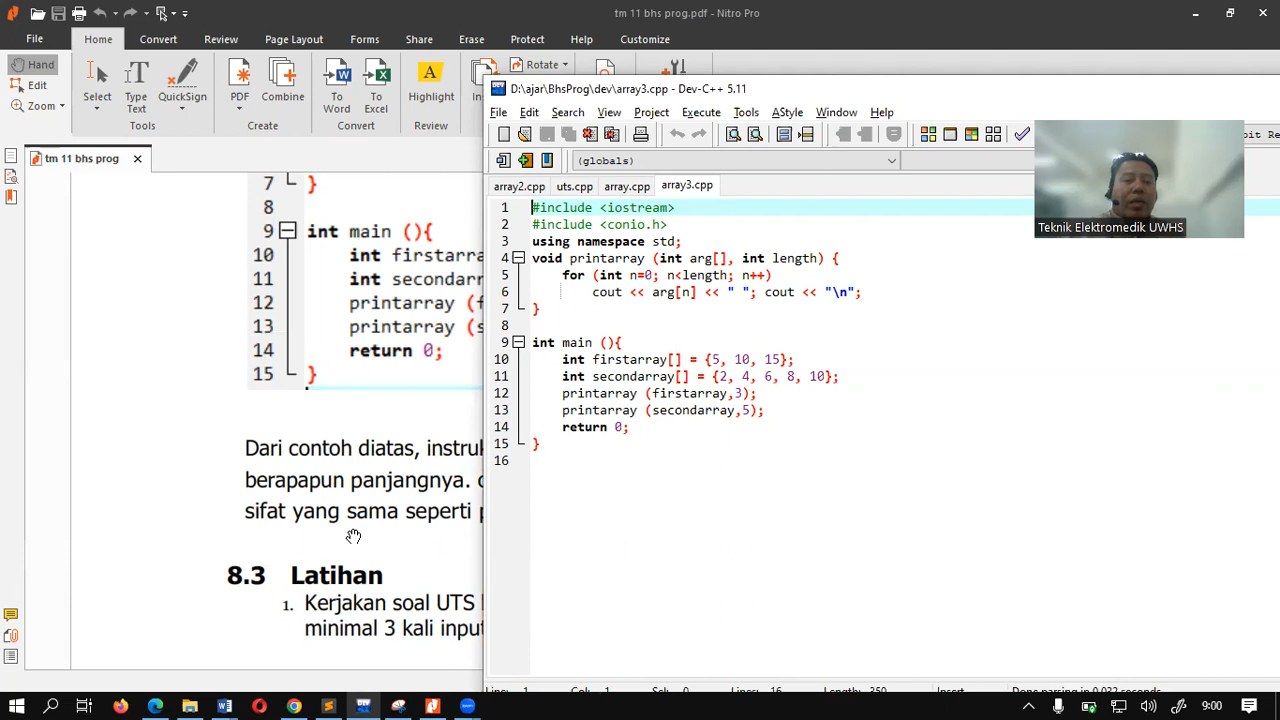 tm 11 bhs prog.pdf - Nitro Pro
File Home Convert Review Page Layout Forms Share Erase Protect Help Customize
Hand
Edit
Zoom
Select
Type Text
QuickSign
Tools
PDF
Combine
Create
To Word
To Excel
Convert
Highlight
Review
Rotate
tm 11 bhs prog
7 }
8
9 int main (){
10 int firstarra
11 int secondarr
12 printarray (f
13 printarray (s
14 return 0;
15 }
Dari contoh diatas, instruk
berapapun panjangnya.
sifat yang sama seperti
8.3 Latihan
1. Kerjakan soal UTS
minimal 3 kali input
D:\ajar\BhsProg\dev\array3.cpp - Dev-C++ 5.11
File Edit Search View Project Execute Tools AStyle Window Help
(globals)
array2.cpp uts.cpp array.cpp array3.cpp
1 #include <iostream>
2 #include <conio.h>
3 using namespace std;
4 void printarray (int arg[], int length) {
5 for (int n=0; n<length; n++)
6 cout << arg[n] << " "; cout << "\n";
7 }
8
9 int main (){
10 int firstarray[] = {5, 10, 15};
11 int secondarray[] = {2, 4, 6, 8, 10};
12 printarray (firstarray,3);
13 printarray (secondarray,5);
14 return 0;
15 }
16
Teknik Elektromedik UWHS
9:00